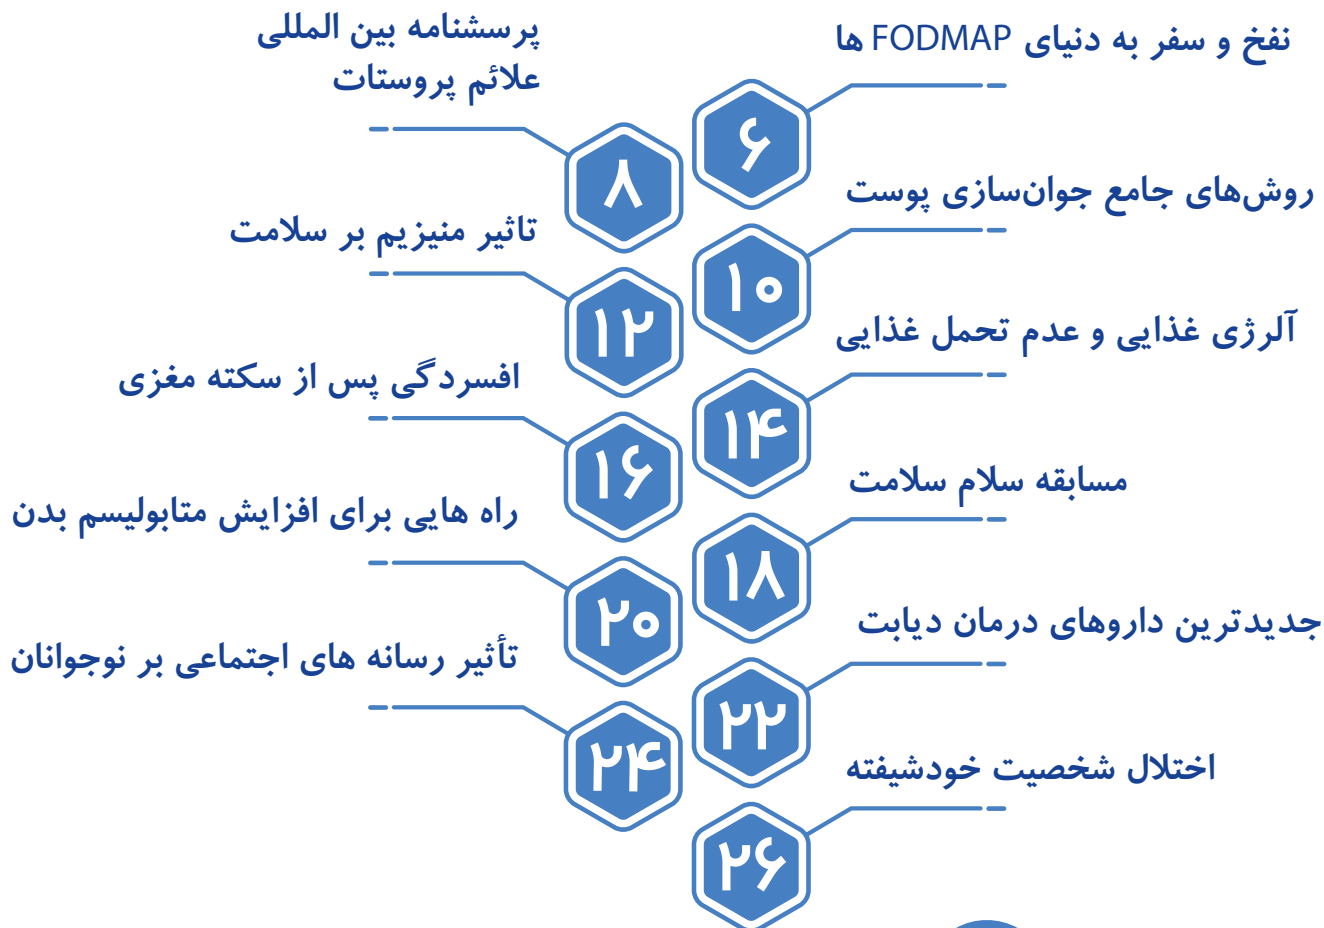 نفخ و سفر به دنیای FODMAP ها
۶
پرسشنامه بین المللی
علائم پروستات
۸
روش‌های جامع جوان‌سازی پوست
۱۰
تاثیر منیزیم بر سلامت
۱۲
آلرژی غذایی و عدم تحمل غذایی
۱۴
افسردگی پس از سکته مغزی
۱۶
مسابقه سلام سلامت
۱۸
راه هایی برای افزایش متابولیسم بدن
۲۰
جدیدترین داروهای درمان دیابت
۲۲
تأثیر رسانه های اجتماعی بر نوجوانان
۲۴
اختلال شخصیت خودشیفته
۲۶